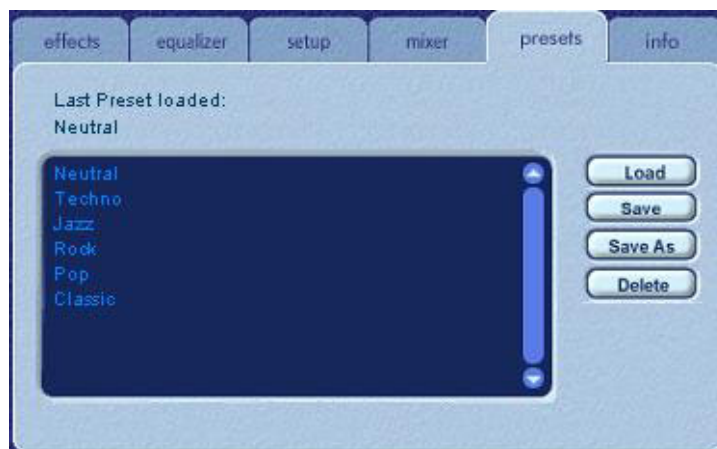 effects equalizer setup mixer presets info
Last Preset loaded:
Neutral
Neutral
Techno
Jazz
Rock
Pop
Classic
Load
Save
Save As
Delete